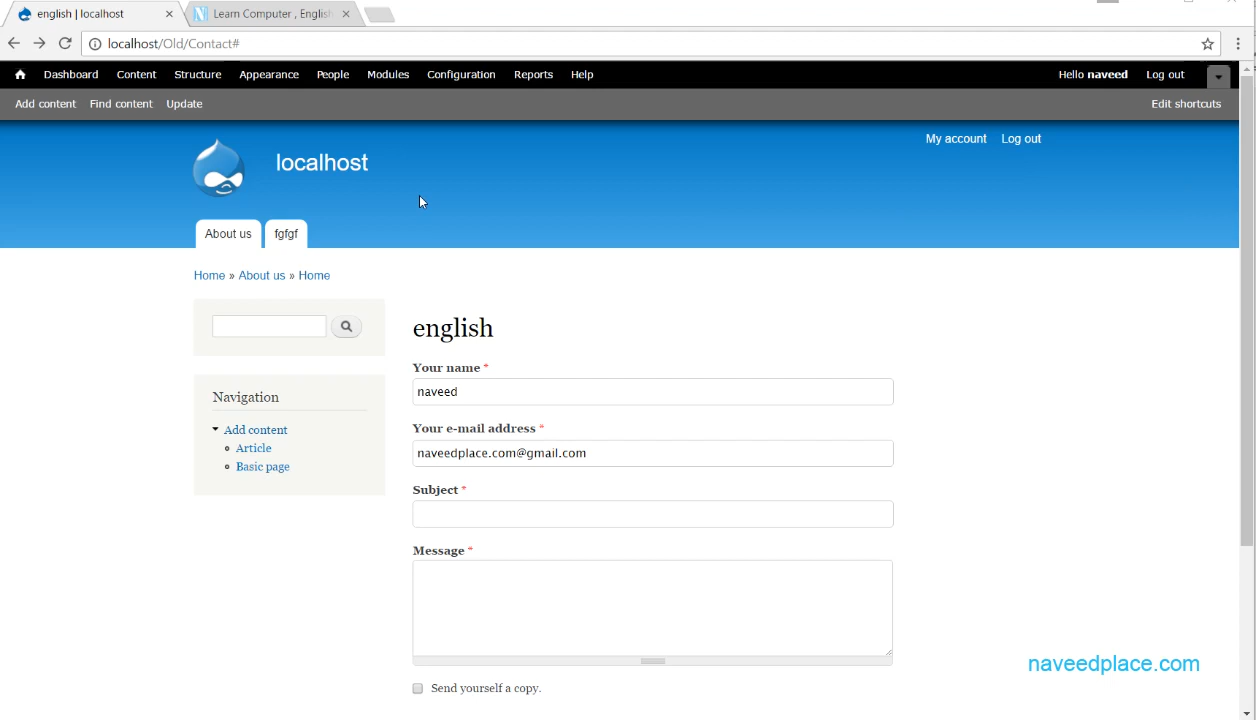 english | localhost
Learn Computer , English
localhost/Old/Contact#
Dashboard Content Structure Appearance People Modules Configuration Reports Help Hello naveed Log out
Add content Find content Update Edit shortcuts
My account Log out
localhost
About us fgfgf
Home » About us » Home
english
Your name *
naveed
Navigation
Your e-mail address *
Add content
Article
naveedplace.com@gmail.com
Basic page
Subject *
Message *
naveedplace.com
Send yourself a copy.